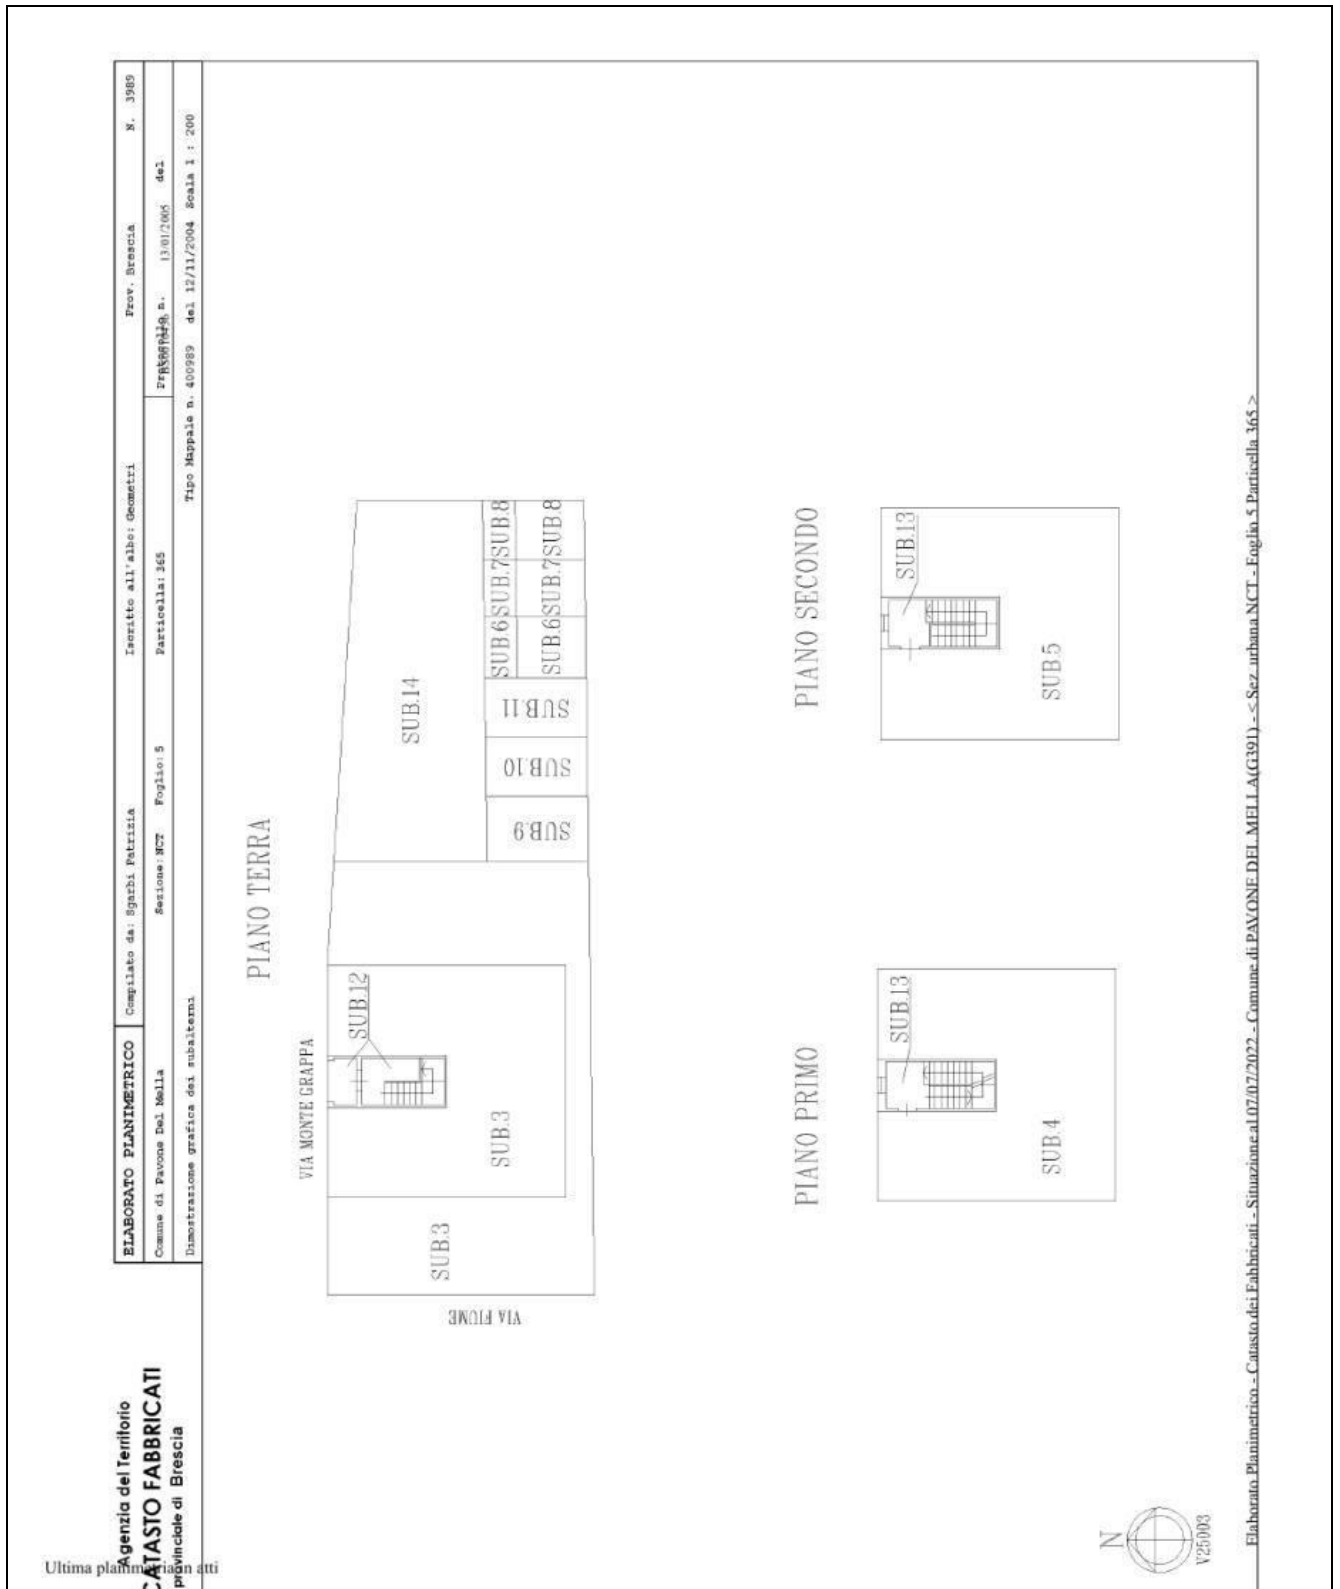 Agenzia del Territorio
CATASTO FABBRICATI
provinciale di Brescia
ELABORATO PLANIMETRICO
Compilato da: Sgarbi Patrizia
Iscritto all'albo: Geometri
Prov. Brescia
N. 3989
Comune di Pavone Del Mella
Sezione: NCT
Foglio: 5
Particella: 365
Protocollo n.
13/01/2005
del
Dimostrazione grafica dei subalterni
Tipo Mappale n. 400989
del 12/11/2004
Scala 1 : 200
PIANO TERRA
VIA MONTE GRAPPA
SUB.12
SUB.3
SUB.3
VIA FIUME
SUB.14
SUB.9
SUB.10
SUB.11
SUB.6
SUB.7
SUB.8
SUB.6
SUB.7
SUB.8
PIANO PRIMO
SUB.13
SUB.4
PIANO SECONDO
SUB.13
SUB.5
N
V25003
Elaborato Planimetrico - Catasto dei Fabbricati - Situazione al 07/07/2022 - Comune di PAVONE DEL MELLA(G391) - < Sez. urbana NCT - Foglio 5 Particella 365 >
Ultima planimetria in atti